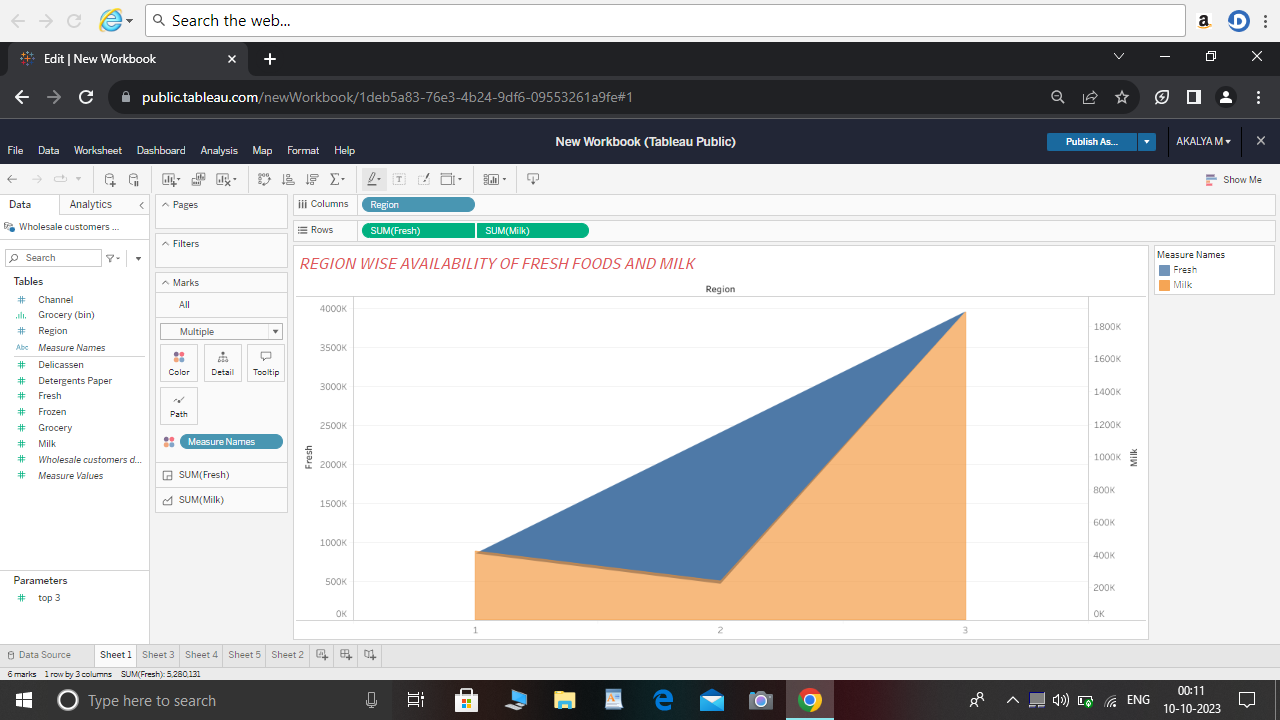 Search the web...
Edit | New Workbook
public.tableau.com/newWorkbook/1deb5a83-76e3-4b24-9df6-09553261a9fe#1
New Workbook (Tableau Public)
File Data Worksheet Dashboard Analysis Map Format Help
Publish As...
AKALYA M
Show Me
Data
Analytics
Wholesale customers ...
Search
Tables
Channel
Grocery (bin)
Region
Abc Measure Names
Delicassen
Detergents Paper
Fresh
Frozen
Grocery
Milk
Wholesale customers d...
Measure Values
Parameters
top 3
Pages
Filters
Marks
All
Multiple
Color
Detail
Tooltip
Path
Measure Names
SUM(Fresh)
SUM(Milk)
Columns
Region
Rows
SUM(Fresh)
SUM(Milk)
REGION WISE AVAILABILITY OF FRESH FOODS AND MILK
Region
4000K
3500K
3000K
2500K
2000K
1500K
1000K
500K
0K
Fresh
1800K
1600K
1400K
1200K
1000K
800K
600K
400K
200K
0K
Milk
1 2 3
Measure Names
Fresh
Milk
Data Source
Sheet 1
Sheet 3
Sheet 4
Sheet 5
Sheet 2
6 marks 1 row by 3 columns SUM(Fresh): 5,280,131
Type here to search
ENG
00:11
10-10-2023